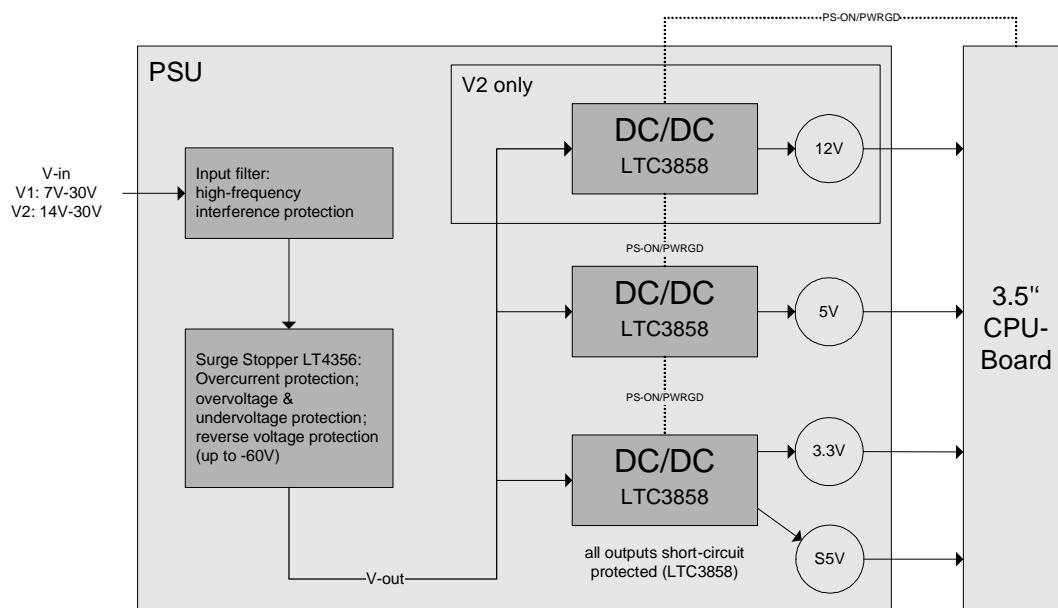 PS-ON/PWRGD
PSU
V2 only
DC/DC
LTC3858
12V
V-in
V1: 7V-30V
V2: 14V-30V
Input filter:
high-frequency
interference protection
PS-ON/PWRGD
DC/DC
LTC3858
5V
3.5"
CPU-
Board
Surge Stopper LT4356:
Overcurrent protection;
overvoltage &
undervoltage protection;
reverse voltage protection
(up to -60V)
PS-ON/PWRGD
DC/DC
LTC3858
3.3V
S5V
all outputs short-circuit
protected (LTC3858)
V-out